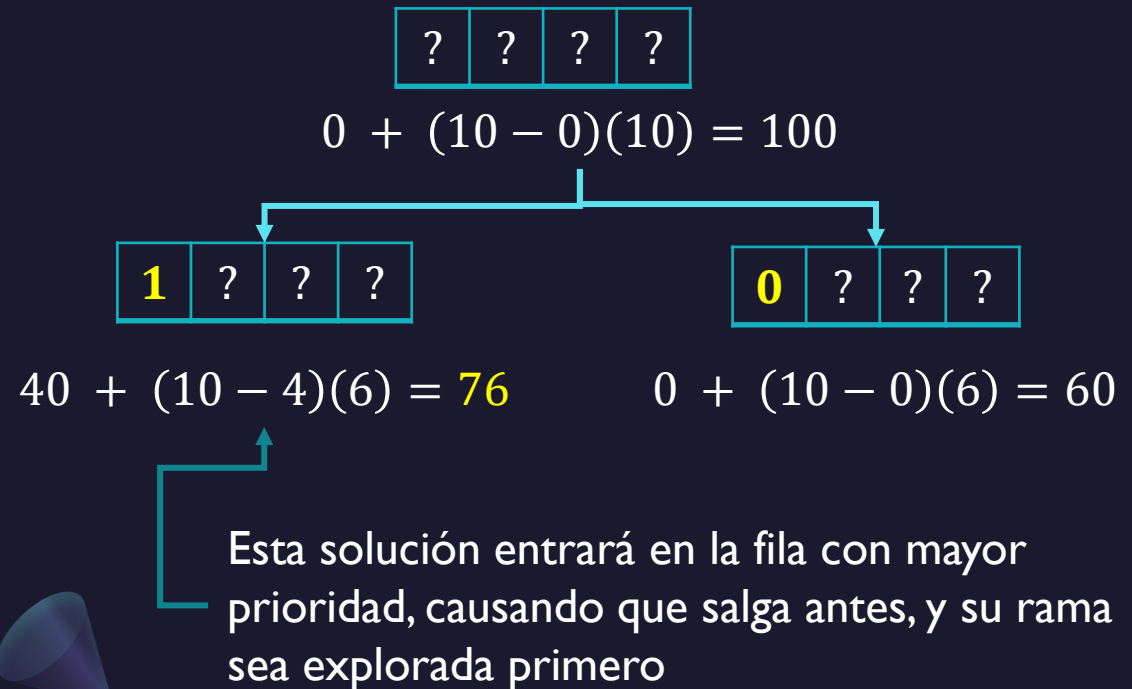 ? ? ? ?
0 + (10 − 0)(10) = 100
1 ? ? ?
0 ? ? ?
40 + (10 − 4)(6) = 76
0 + (10 − 0)(6) = 60
Esta solución entrará en la fila con mayor
prioridad, causando que salga antes, y su rama
sea explorada primero